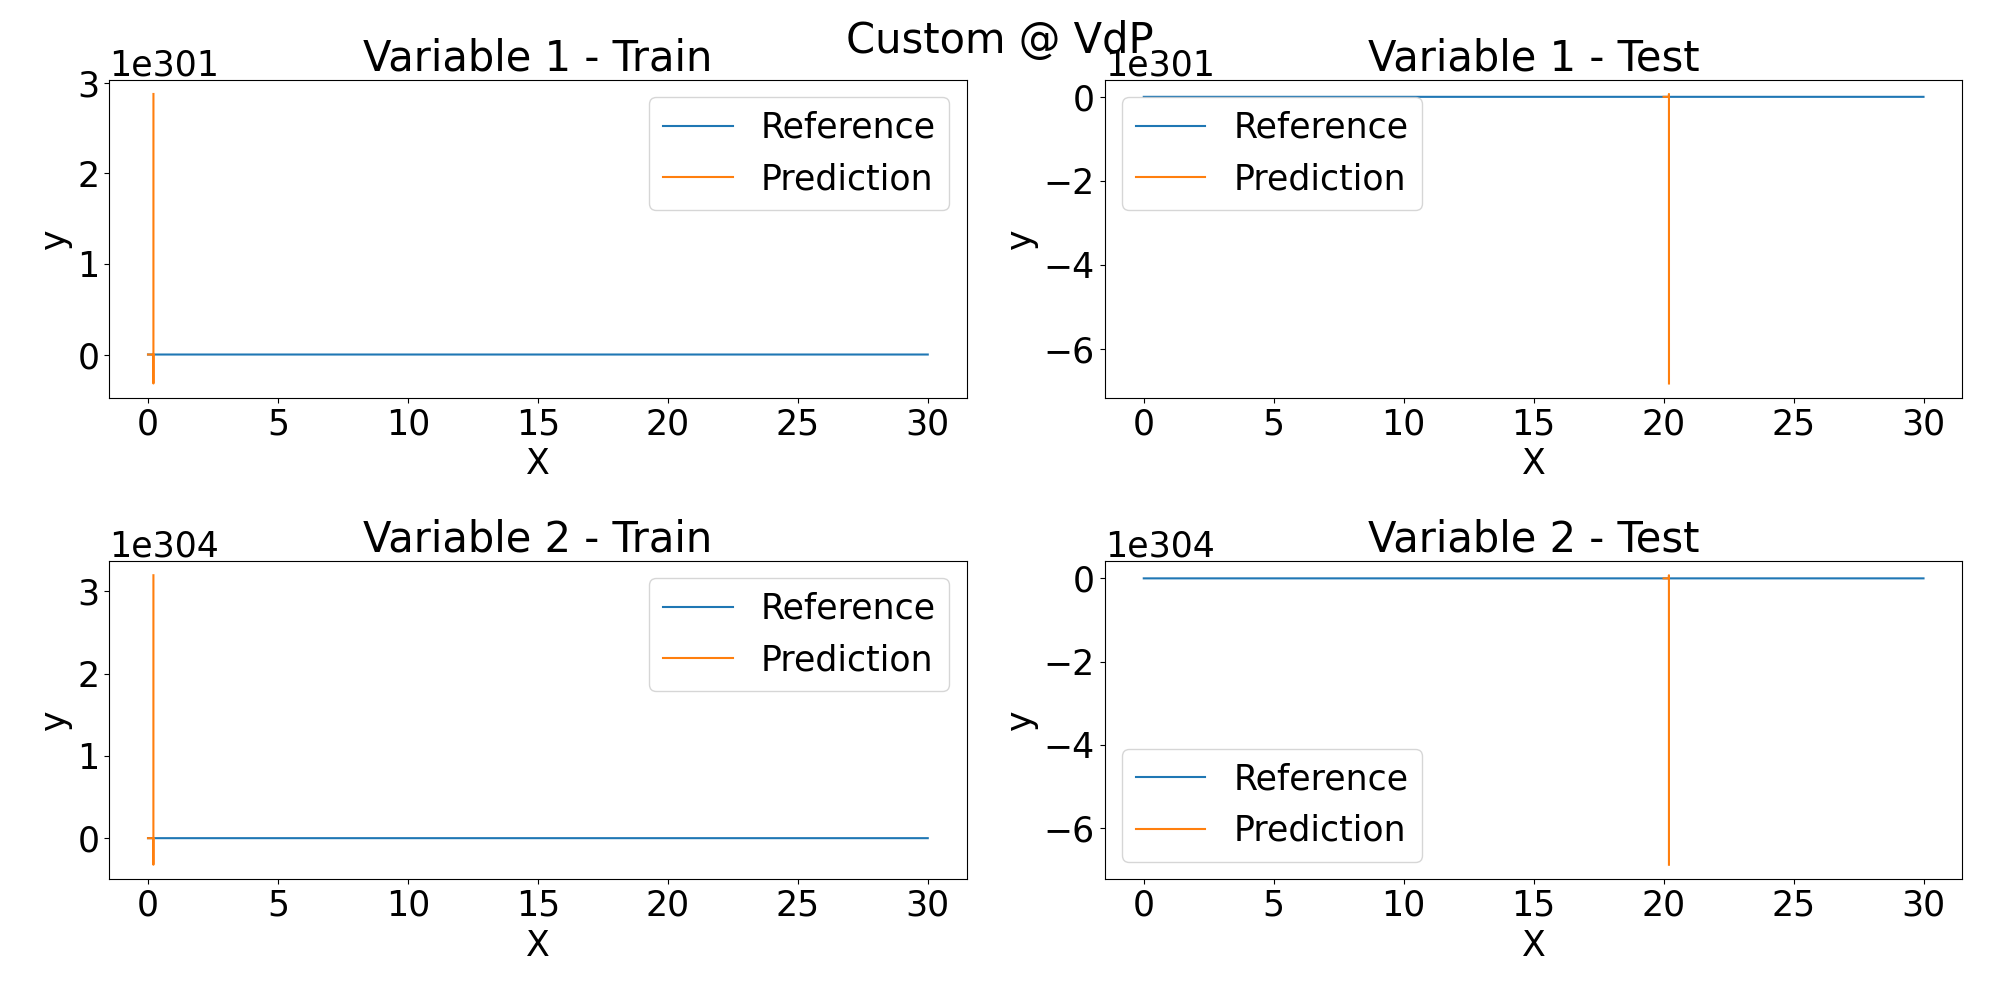 Custom @ VdP
Variable 1 - Train
1e301
3
2
1
0
y
0 5 10 15 20 25 30
X
Reference
Prediction
Variable 1 - Test
1e301
0
−2
−4
−6
y
0 5 10 15 20 25 30
X
Reference
Prediction
Variable 2 - Train
1e304
3
2
1
0
y
0 5 10 15 20 25 30
X
Reference
Prediction
Variable 2 - Test
1e304
0
−2
−4
−6
y
0 5 10 15 20 25 30
X
Reference
Prediction